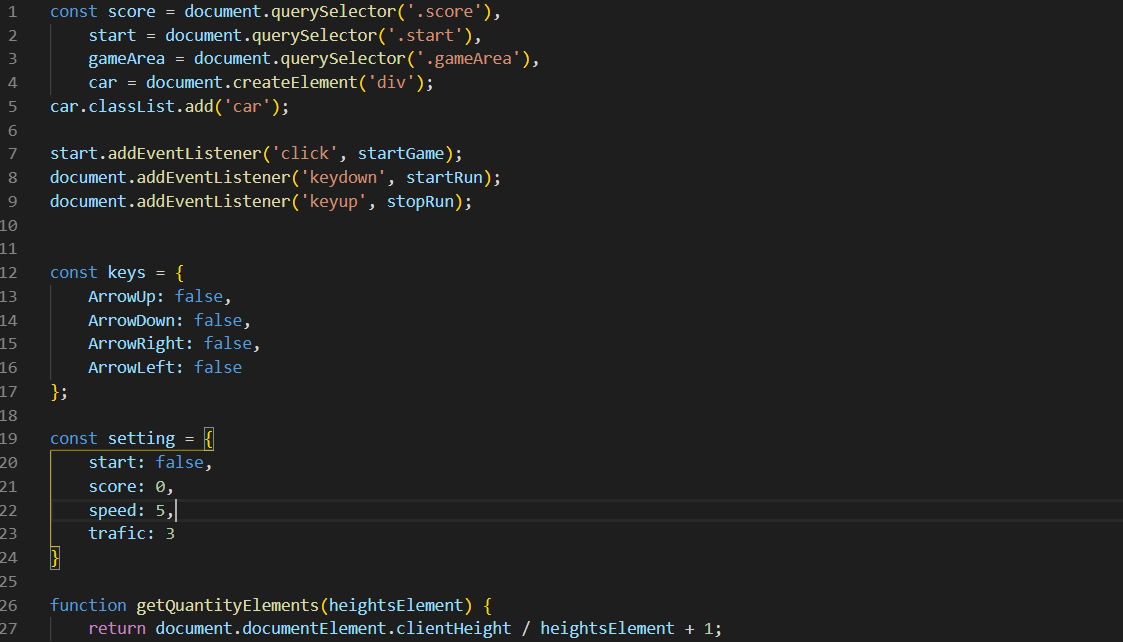 1 const score = document.querySelector('.score'),
2     start = document.querySelector('.start'),
3     gameArea = document.querySelector('.gameArea'),
4     car = document.createElement('div');
5 car.classList.add('car');
6
7 start.addEventListener('click', startGame);
8 document.addEventListener('keydown', startRun);
9 document.addEventListener('keyup', stopRun);
10
11
12 const keys = {
13     ArrowUp: false,
14     ArrowDown: false,
15     ArrowRight: false,
16     ArrowLeft: false
17 };
18
19 const setting = {
20     start: false,
21     score: 0,
22     speed: 5,
23     trafic: 3
24 }
25
26 function getQuantityElements(heightsElement) {
27     return document.documentElement.clientHeight / heightsElement + 1;